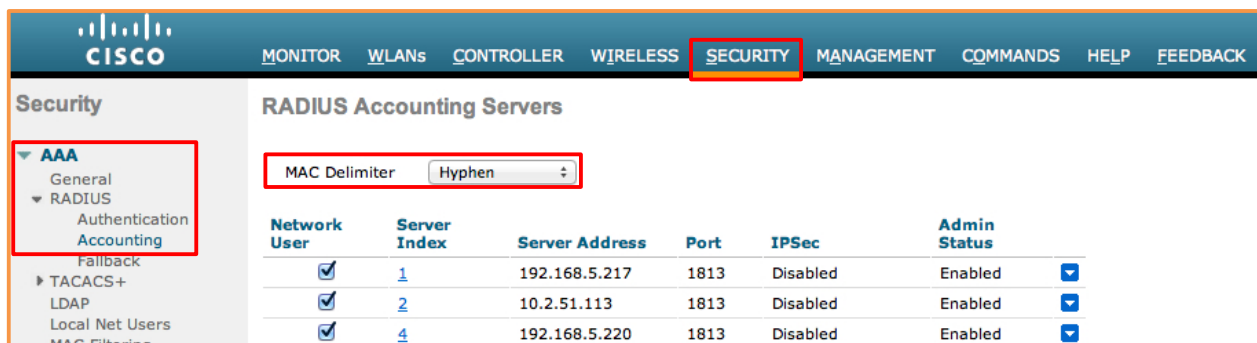 CISCO
MONITOR WLANs CONTROLLER WIRELESS SECURITY MANAGEMENT COMMANDS HELP FEEDBACK
Security
AAA
General
RADIUS
Authentication
Accounting
Fallback
TACACS+
LDAP
Local Net Users
MAC Filtering
RADIUS Accounting Servers
MAC Delimiter Hyphen
Network User Server Index Server Address Port IPSec Admin Status
1 192.168.5.217 1813 Disabled Enabled
2 10.2.51.113 1813 Disabled Enabled
4 192.168.5.220 1813 Disabled Enabled